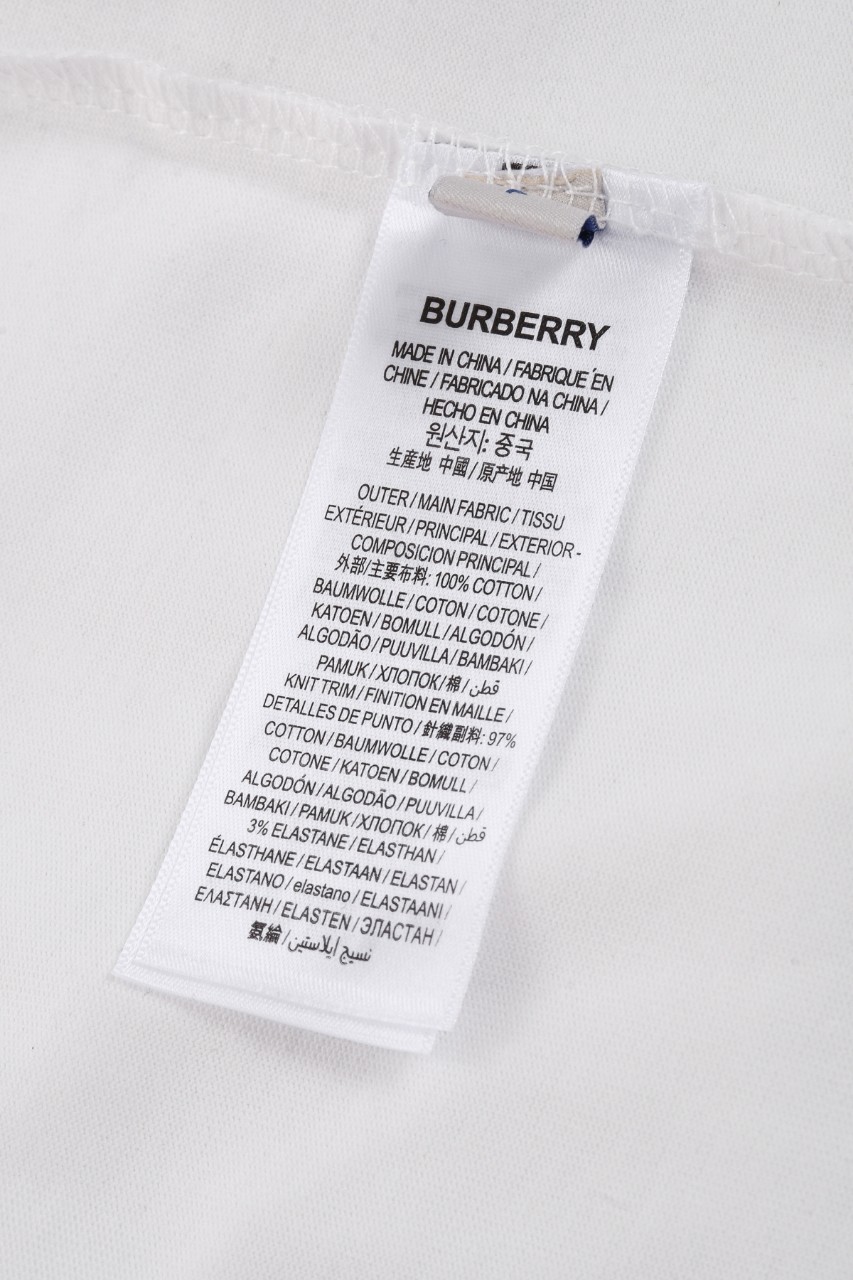 BURBERRY
MADE IN CHINA / FABRIQUE´EN
CHINE / FABRICADO NA CHINA /
HECHO EN CHINA
원산지: 중국
生産地 中國 / 原产地 中国
OUTER / MAIN FABRIC / TISSU
EXTÉRIEUR / PRINCIPAL / EXTERIOR -
COMPOSICION PRINCIPAL /
外部/主要布料: 100% COTTON /
BAUMWOLLE / COTON / COTONE /
KATOEN / BOMULL / ALGODÓN /
ALGODÃO / PUUVILLA / BAMBAKI /
PAMUK / ХПОПОК / 棉 / قطن
KNIT TRIM / FINITION EN MAILLE /
DETALLES DE PUNTO / 針織副料: 97%
COTTON / BAUMWOLLE / COTON /
COTONE / KATOEN / BOMULL /
ALGODÓN / ALGODÃO / PUUVILLA /
BAMBAKI / PAMUK / ХПОПОК / 棉 / قطن
3% ELASTANE / ELASTHAN /
ÉLASTHANE / ELASTAAN / ELASTAN /
ELASTANO / elastano / ELASTAANI /
ΕΛΑΣΤΑΝΗ / ELASTEN / ЭПАСТАН /
氨綸 / نسيج إيلاستين